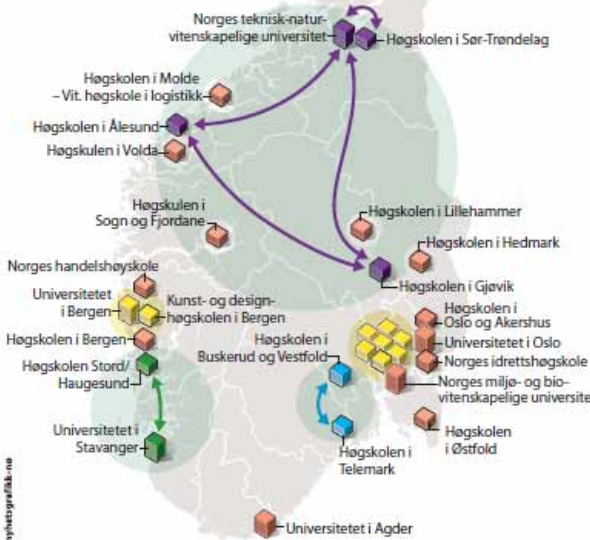 Norges teknisk-natur-
vitenskapelige universitet
Høgskolen i Sør-Trøndelag
Høgskolen i Molde
– Vit. høgskole i logistikk
Høgskolen i Ålesund
Høgskulen i Volda
Høgskulen i
Sogn og Fjordane
Høgskolen i Lillehammer
Høgskolen i Hedmark
Høgskolen i Gjøvik
Norges handelshøyskole
Universitetet
i Bergen
Kunst- og design-
høgskolen i Bergen
Høgskolen i Bergen
Høgskolen Stord/
Haugesund
Universitetet i
Stavanger
Høgskolen i
Buskerud og Vestfold
Høgskolen i
Telemark
Høgskolen i
Oslo og Akershus
Universitetet i Oslo
Norges idrettshøgskole
Norges miljø- og bio-
vitenskapelige universite
Høgskolen
i Østfold
Universitetet i Agder
nyhetsgrafikk-no